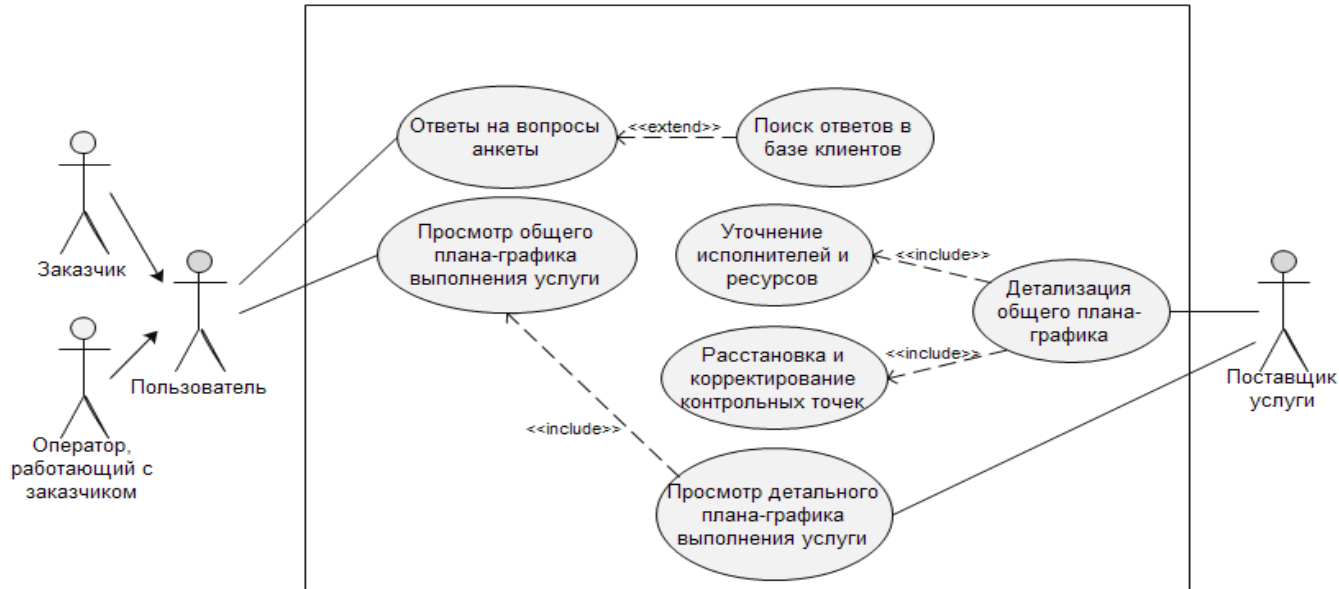 Ответы на вопросы
анкеты
<<extend>>
Поиск ответов в
базе клиентов
Заказчик
Просмотр общего
плана-графика
выполнения услуги
Уточнение
исполнителей и
ресурсов
<<include>>
Детализация
общего плана-
графика
Пользователь
Расстановка и
корректирование
контрольных точек
<<include>>
Поставщик
услуги
Оператор,
работающий с
заказчиком
<<include>>
Просмотр детального
плана-графика
выполнения услуги